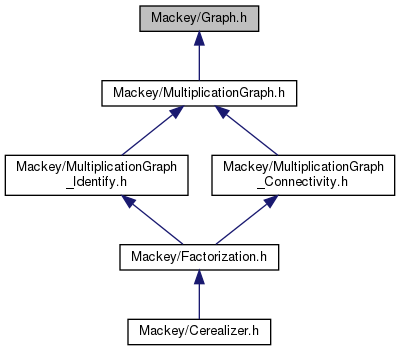 Mackey/Graph.h
Mackey/MultiplicationGraph.h
Mackey/MultiplicationGraph
_Identify.h
Mackey/MultiplicationGraph
_Connectivity.h
Mackey/Factorization.h
Mackey/Cerealizer.h